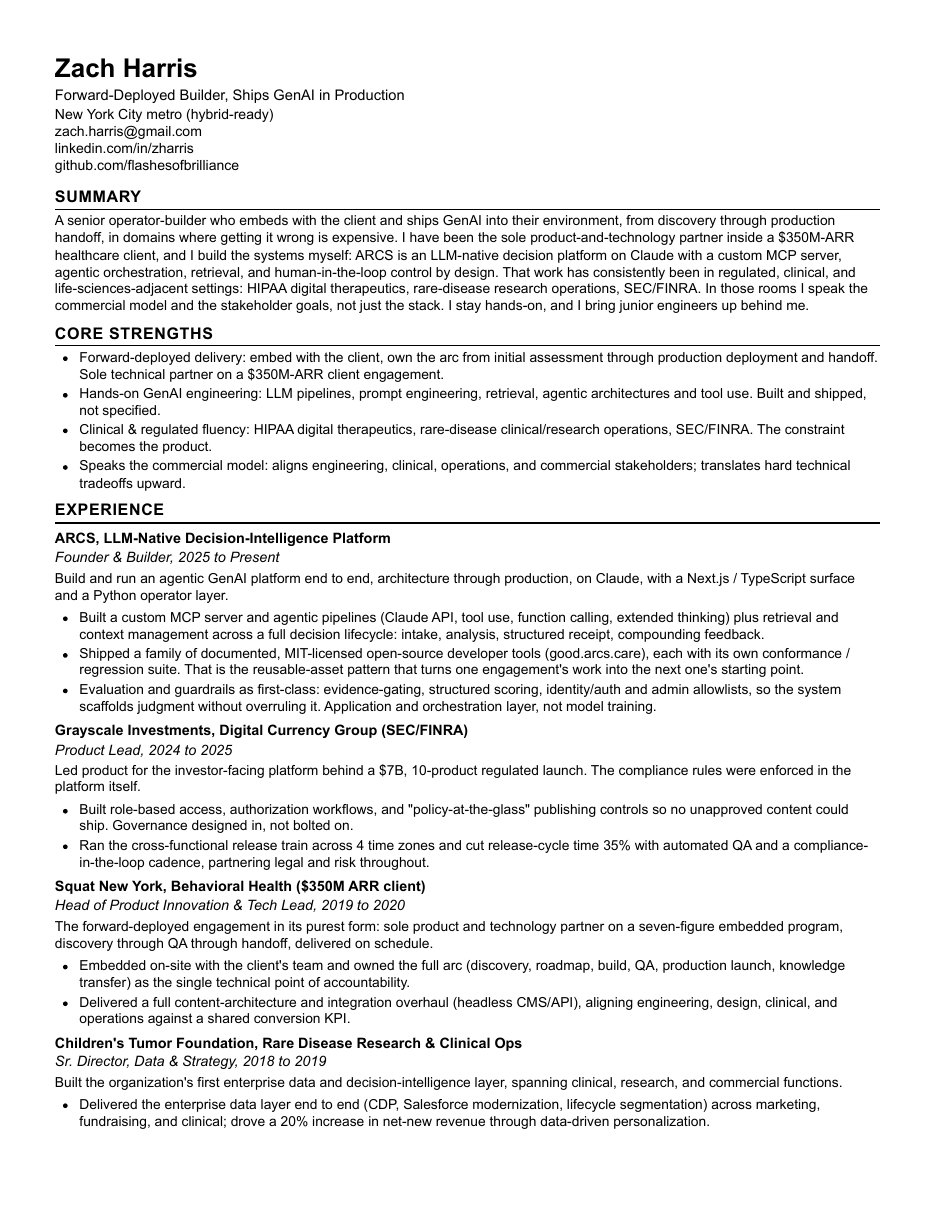 Zach Harris
Forward-Deployed Builder, Ships GenAI in Production
New York City metro (hybrid-ready)
zach.harris@gmail.com
linkedin.com/in/zharris
github.com/flashesofbrilliance
SUMMARY
A senior operator-builder who embeds with the client and ships GenAI into their environment, from discovery through production
handoff, in domains where getting it wrong is expensive. I have been the sole product-and-technology partner inside a $350M-ARR
healthcare client, and I build the systems myself: ARCS is an LLM-native decision platform on Claude with a custom MCP server,
agentic orchestration, retrieval, and human-in-the-loop control by design. That work has consistently been in regulated, clinical, and
life-sciences-adjacent settings: HIPAA digital therapeutics, rare-disease research operations, SEC/FINRA. In those rooms I speak the
commercial model and the stakeholder goals, not just the stack. I stay hands-on, and I bring junior engineers up behind me.
CORE STRENGTHS
• Forward-deployed delivery: embed with the client, own the arc from initial assessment through production deployment and handoff.
Sole technical partner on a $350M-ARR client engagement.
• Hands-on GenAI engineering: LLM pipelines, prompt engineering, retrieval, agentic architectures and tool use. Built and shipped,
not specified.
• Clinical & regulated fluency: HIPAA digital therapeutics, rare-disease clinical/research operations, SEC/FINRA. The constraint
becomes the product.
• Speaks the commercial model: aligns engineering, clinical, operations, and commercial stakeholders; translates hard technical
tradeoffs upward.
EXPERIENCE
ARCS, LLM-Native Decision-Intelligence Platform
Founder & Builder, 2025 to Present
Build and run an agentic GenAI platform end to end, architecture through production, on Claude, with a Next.js / TypeScript surface
and a Python operator layer.
• Built a custom MCP server and agentic pipelines (Claude API, tool use, function calling, extended thinking) plus retrieval and
context management across a full decision lifecycle: intake, analysis, structured receipt, compounding feedback.
• Shipped a family of documented, MIT-licensed open-source developer tools (good.arcs.care), each with its own conformance /
regression suite. That is the reusable-asset pattern that turns one engagement's work into the next one's starting point.
• Evaluation and guardrails as first-class: evidence-gating, structured scoring, identity/auth and admin allowlists, so the system
scaffolds judgment without overruling it. Application and orchestration layer, not model training.
Grayscale Investments, Digital Currency Group (SEC/FINRA)
Product Lead, 2024 to 2025
Led product for the investor-facing platform behind a $7B, 10-product regulated launch. The compliance rules were enforced in the
platform itself.
• Built role-based access, authorization workflows, and "policy-at-the-glass" publishing controls so no unapproved content could
ship. Governance designed in, not bolted on.
• Ran the cross-functional release train across 4 time zones and cut release-cycle time 35% with automated QA and a compliance-
in-the-loop cadence, partnering legal and risk throughout.
Squat New York, Behavioral Health ($350M ARR client)
Head of Product Innovation & Tech Lead, 2019 to 2020
The forward-deployed engagement in its purest form: sole product and technology partner on a seven-figure embedded program,
discovery through QA through handoff, delivered on schedule.
• Embedded on-site with the client's team and owned the full arc (discovery, roadmap, build, QA, production launch, knowledge
transfer) as the single technical point of accountability.
• Delivered a full content-architecture and integration overhaul (headless CMS/API), aligning engineering, design, clinical, and
operations against a shared conversion KPI.
Children's Tumor Foundation, Rare Disease Research & Clinical Ops
Sr. Director, Data & Strategy, 2018 to 2019
Built the organization's first enterprise data and decision-intelligence layer, spanning clinical, research, and commercial functions.
• Delivered the enterprise data layer end to end (CDP, Salesforce modernization, lifecycle segmentation) across marketing,
fundraising, and clinical; drove a 20% increase in net-new revenue through data-driven personalization.